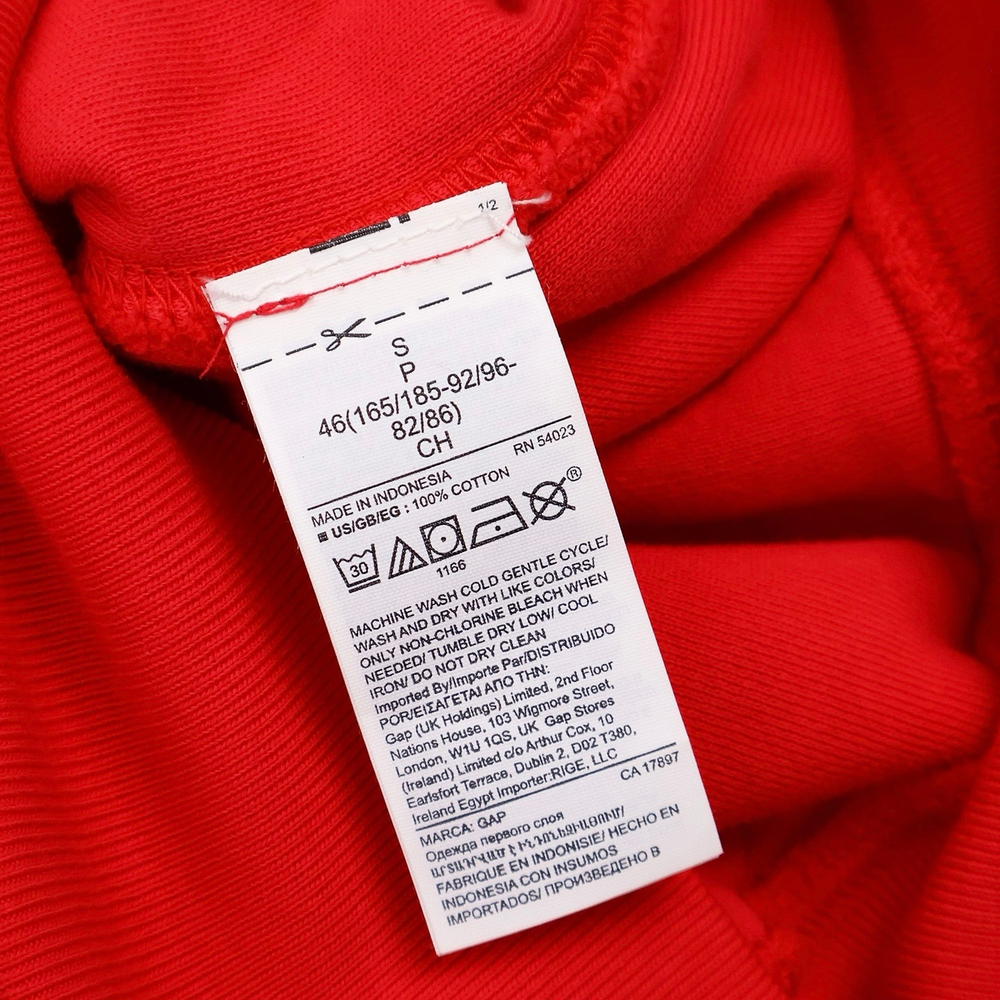 1/2
S
P
46(165/185-92/96-
82/86)
CH
RN 54023
MADE IN INDONESIA
US/GB/EG : 100% COTTON
30
®
1166
MACHINE WASH COLD GENTLE CYCLE/
WASH AND DRY WITH LIKE COLORS/
ONLY NON-CHLORINE BLEACH WHEN
NEEDED/ TUMBLE DRY LOW/ COOL
IRON/ DO NOT DRY CLEAN
Imported By/Importe Par/DISTRIBUIDO
POR/ΕΙΣΑΓΕΤΑΙ ΑΠΟ ΤΗΝ:
Gap (UK Holdings) Limited, 2nd Floor
Nations House, 103 Wigmore Street,
London, W1U 1QS, UK Gap Stores
(Ireland) Limited c/o Arthur Cox, 10
Earlsfort Terrace, Dublin 2, D02 T380,
Ireland Egypt Importer:RIGE, LLC
CA 17897
MARCA: GAP
Одежда первого слоя
FABRIQUE EN INDONISIE/ HECHO EN
INDONESIA CON INSUMOS
IMPORTADOS/ ПРОИЗВЕДЕНО В